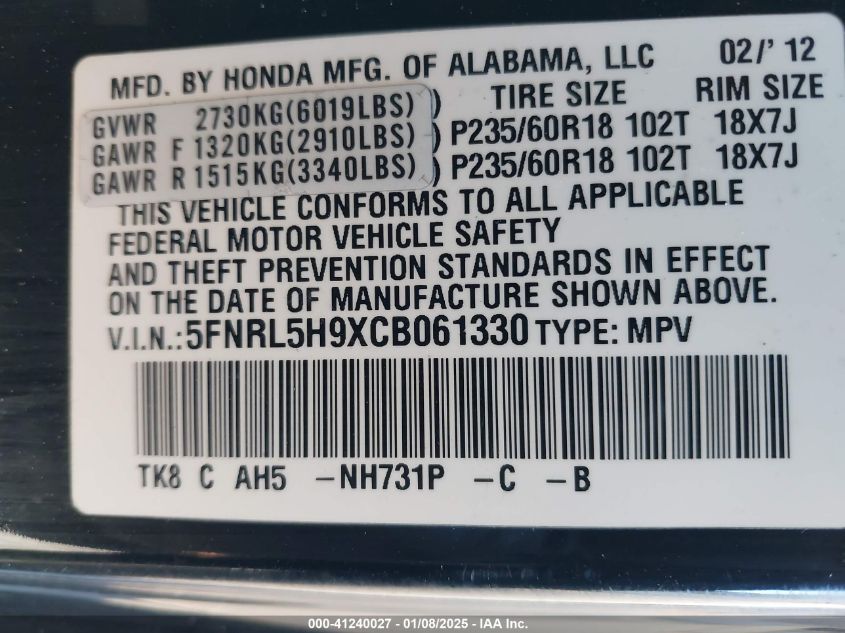 MFD. BY HONDA MFG. OF ALABAMA, LLC 02/' 12
GVWR 2730KG(6019LBS) ) TIRE SIZE RIM SIZE
GAWR F 1320KG(2910LBS) ) P235/60R18 102T 18X7J
GAWR R 1515KG(3340LBS) ) P235/60R18 102T 18X7J
THIS VEHICLE CONFORMS TO ALL APPLICABLE
FEDERAL MOTOR VEHICLE SAFETY
AND THEFT PREVENTION STANDARDS IN EFFECT
ON THE DATE OF MANUFACTURE SHOWN ABOVE.
V.I.N.: 5FNRL5H9XCB061330 TYPE: MPV
TK8 C AH5 -NH731P -C -B
000-41240027 - 01/08/2025 - IAA Inc.